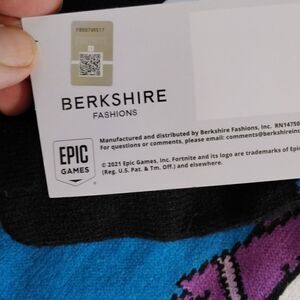 BERKSHIRE
FASHIONS
Manufactured and distributed by Berkshire Fashions, Inc. RN14750
For questions or comments, please email: comments@berkshirein
EPIC
GAMES
© 2021 Epic Games, Inc. Fortnite and its logo are trademarks of Epic
(Reg. U.S. Pat. & Tm. Off.) and elsewhere.